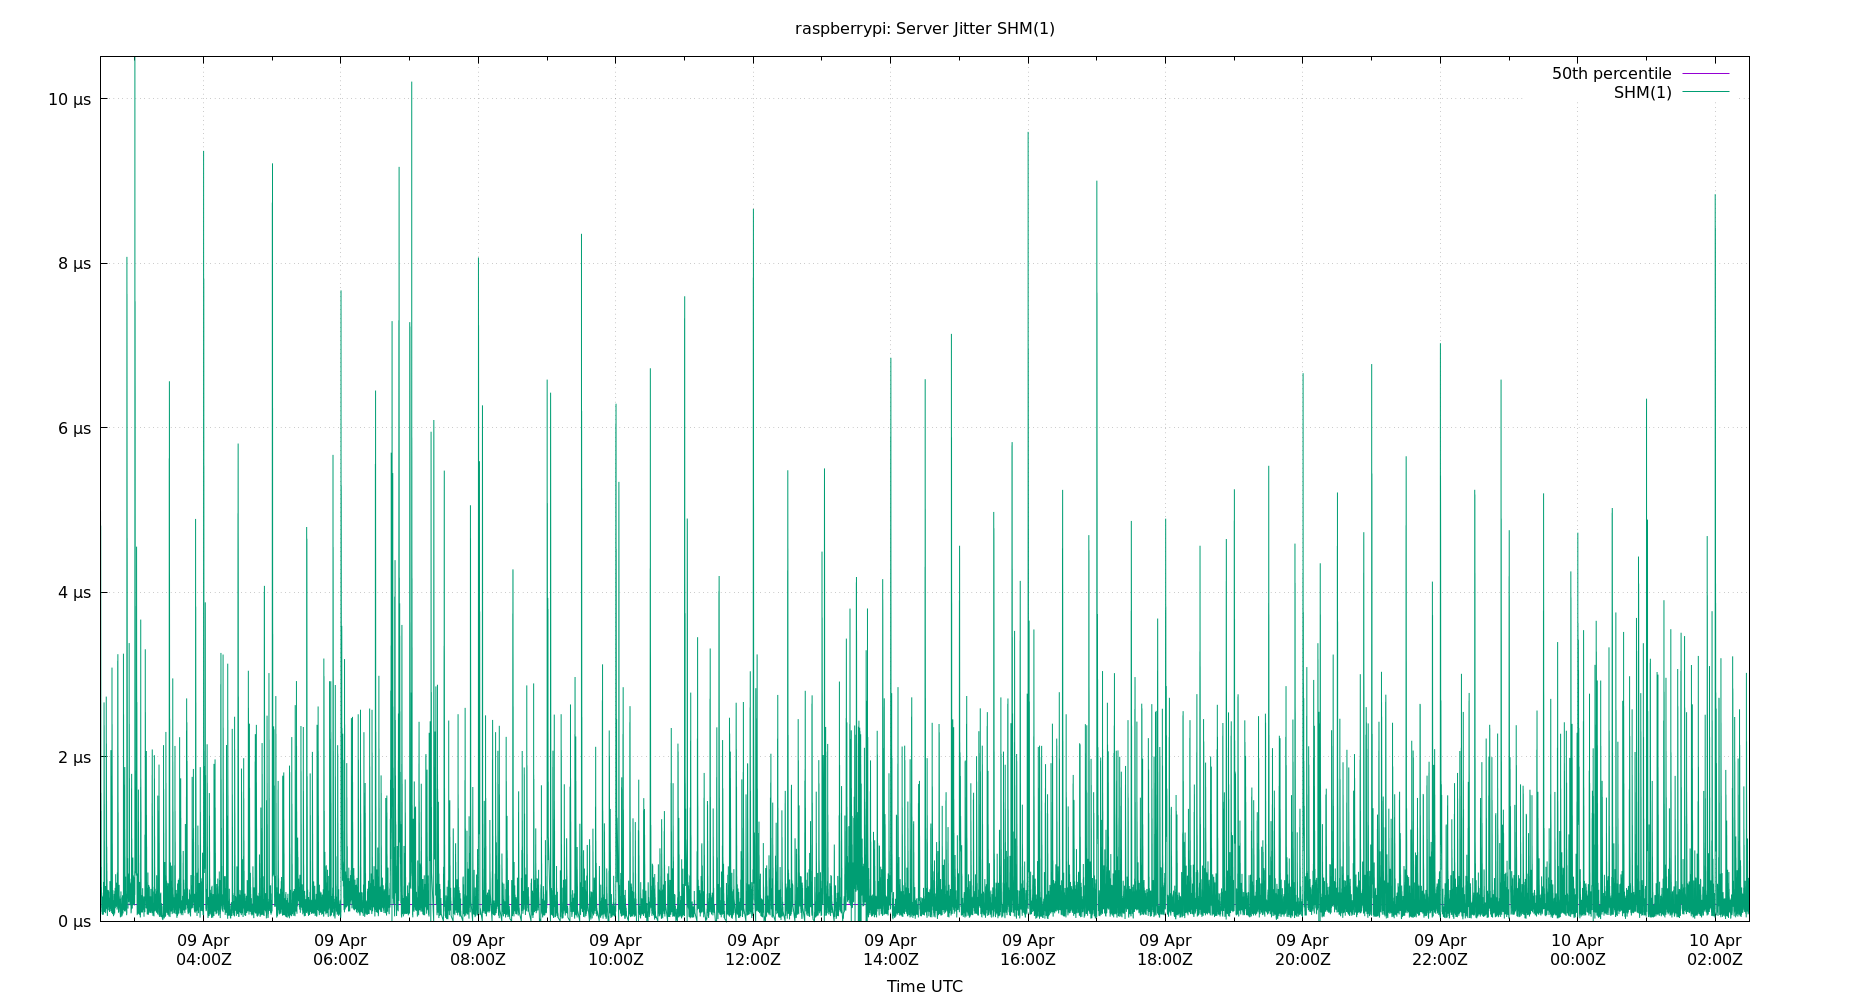 raspberrypi: Server Jitter SHM(1)
50th percentile
SHM(1)
10 µs
8 µs
6 µs
4 µs
2 µs
0 µs
09 Apr
04:00Z
09 Apr
06:00Z
09 Apr
08:00Z
09 Apr
10:00Z
09 Apr
12:00Z
09 Apr
14:00Z
09 Apr
16:00Z
09 Apr
18:00Z
09 Apr
20:00Z
09 Apr
22:00Z
10 Apr
00:00Z
10 Apr
02:00Z
Time UTC